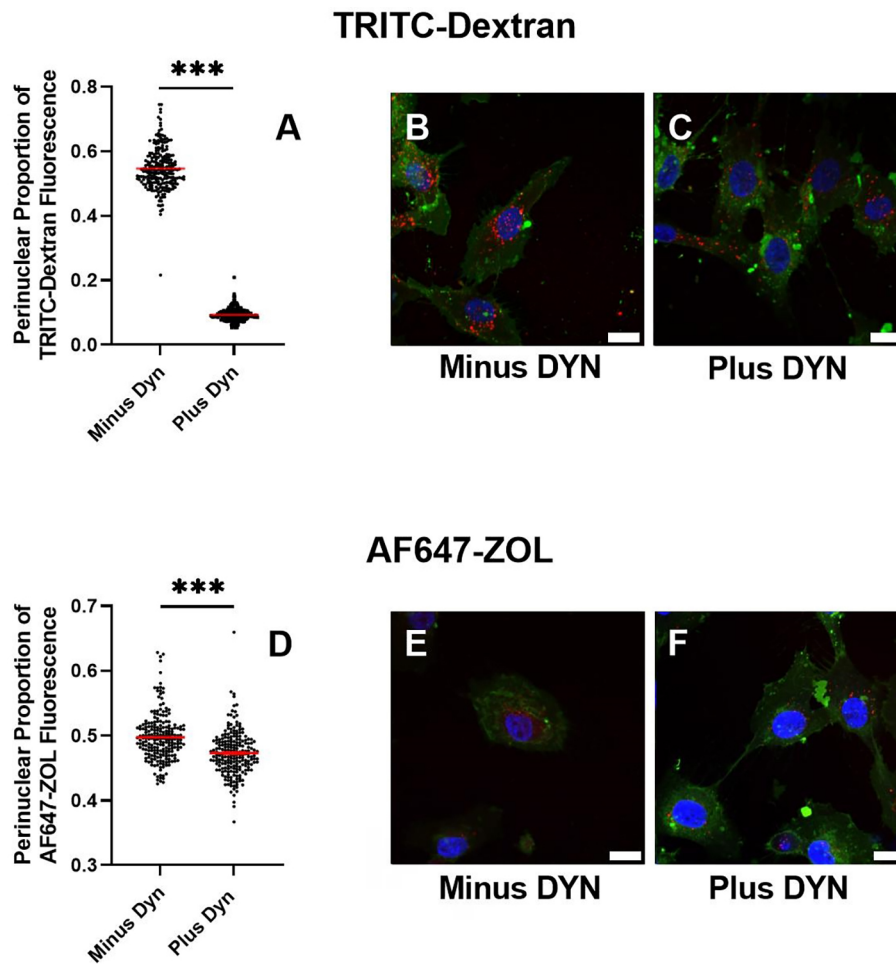 TRITC-Dextran
Perinuclear Proportion of
TRITC-Dextran Fluorescence
0.8
0.6
0.4
0.2
0.0
***
A
Minus Dyn
Plus Dyn
B
C
Minus DYN
Plus DYN
AF647-ZOL
Perinuclear Proportion of
AF647-ZOL Fluorescence
0.7
0.6
0.5
0.4
0.3
***
D
Minus Dyn
Plus Dyn
E
F
Minus DYN
Plus DYN